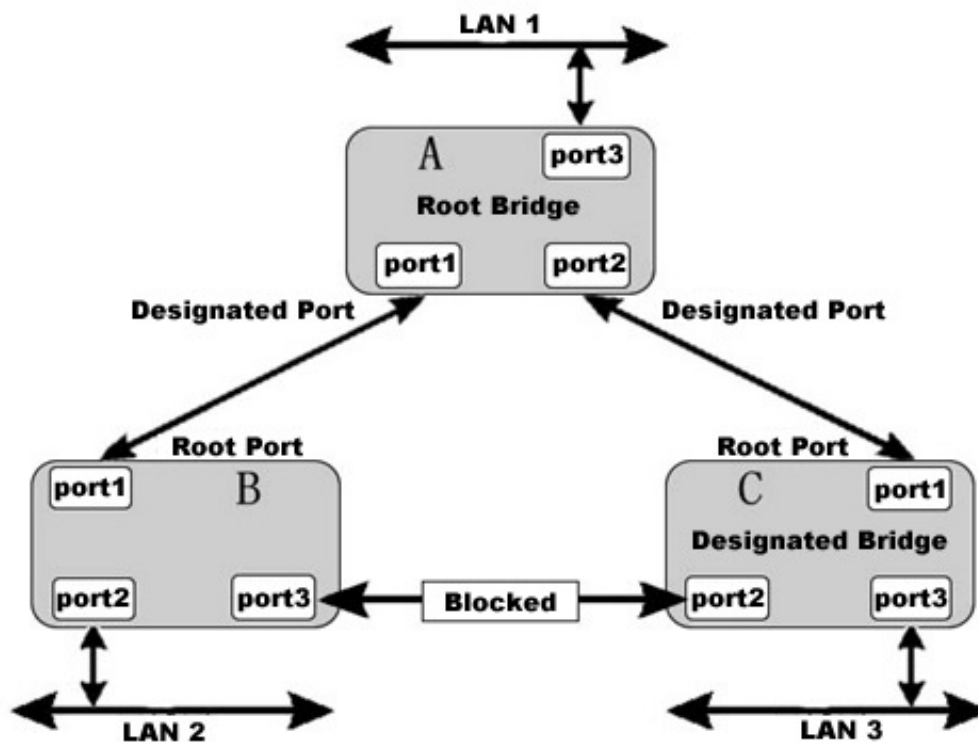 LAN 1
A
port3
Root Bridge
port1
port2
Designated Port
Designated Port
Root Port
Root Port
port1
B
C
port1
Designated Bridge
port2
port3
Blocked
port2
port3
LAN 2
LAN 3